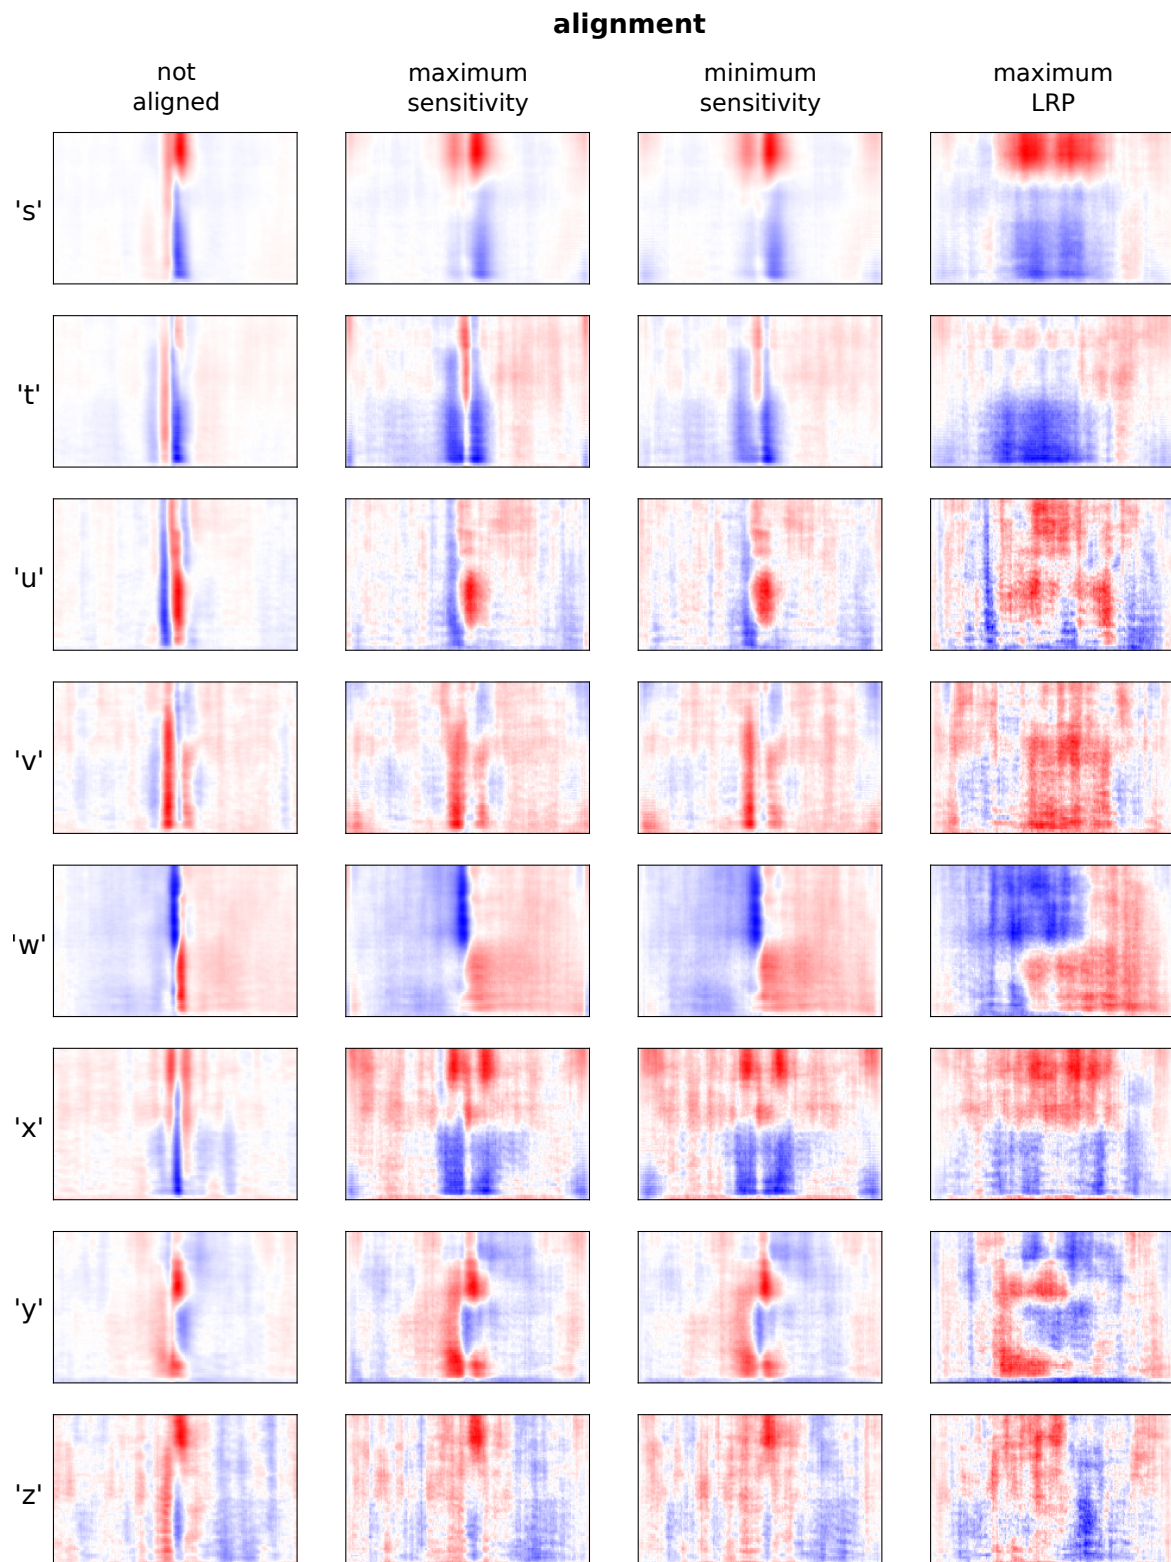 alignment
not
aligned
maximum
sensitivity
minimum
sensitivity
maximum
LRP
's'
't'
'u'
'v'
'w'
'x'
'y'
'z'